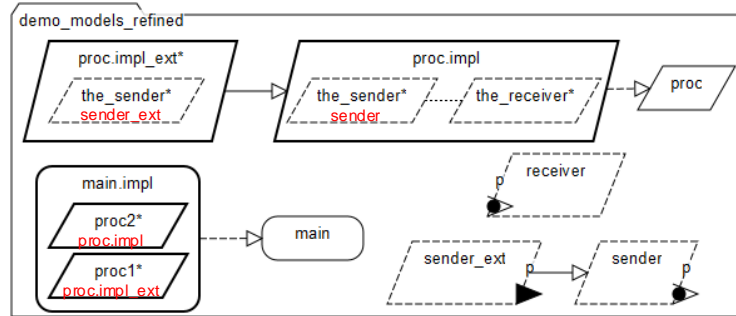 demo_models_refined
proc.impl_ext*
the_sender*
sender_ext
proc.impl
the_sender*
sender
the_receiver*
proc
main.impl
proc2*
proc.impl
proc1*
proc.impl_ext
main
p
receiver
sender_ext
p
sender
p